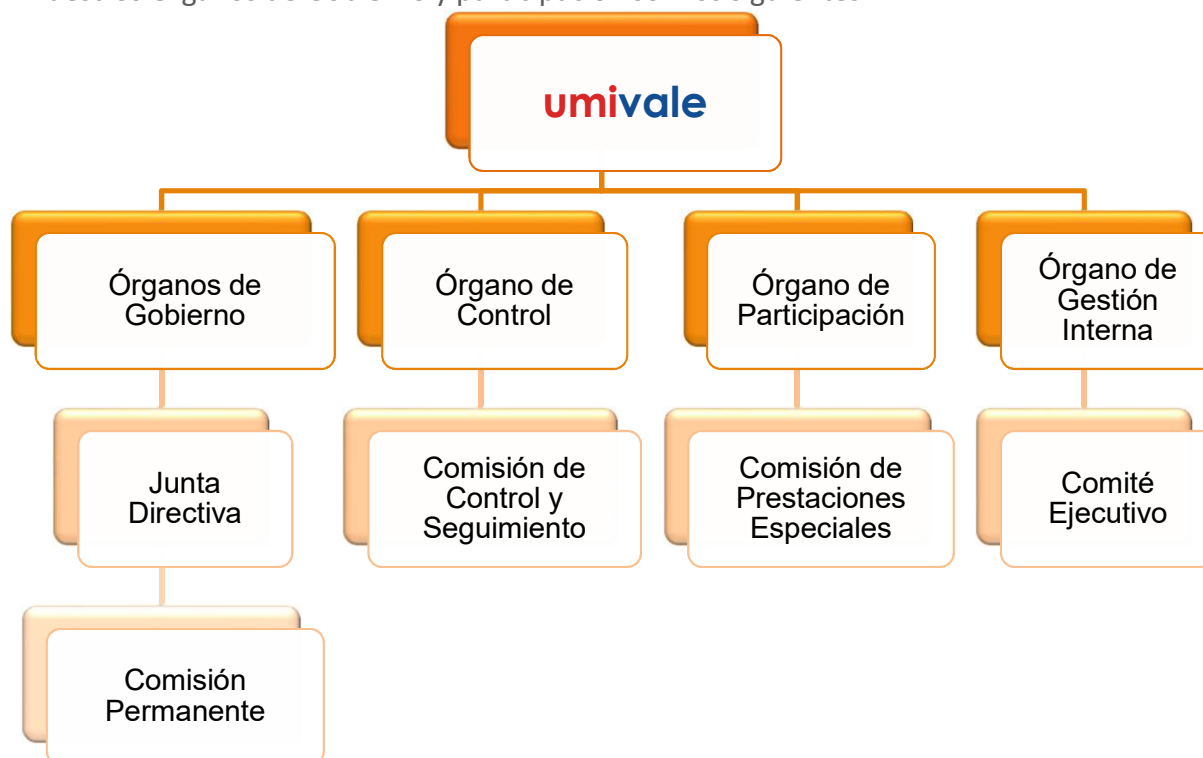 umivale
Órganos de
Gobierno
Órgano de
Control
Órgano de
Participación
Órgano de
Gestión
Interna
Junta
Directiva
Comisión de
Control y
Seguimiento
Comisión de
Prestaciones
Especiales
Comité
Ejecutivo
Comisión
Permanente